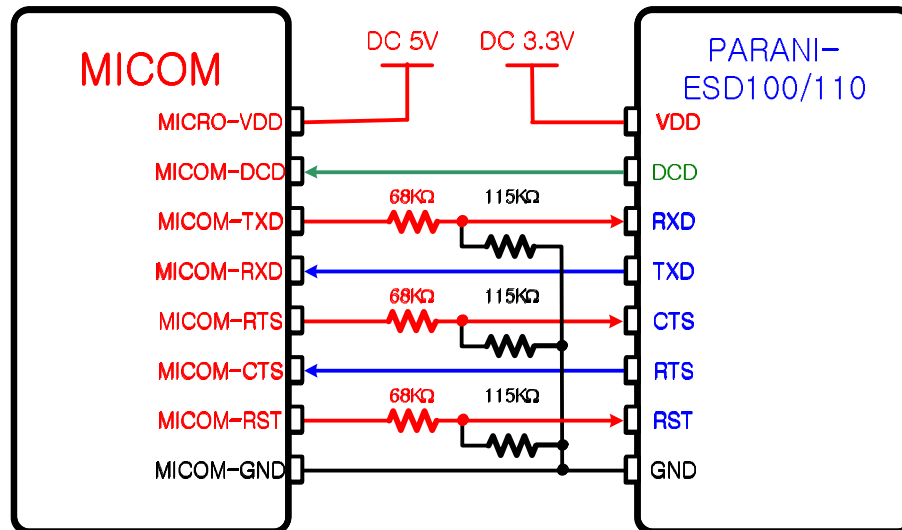 DC 5V DC 3.3V
MICOM
PARANI-
ESD100/110
MICRO-VDD VDD
MICOM-DCD DCD
68KΩ 115KΩ
MICOM-TXD RXD
MICOM-RXD TXD
68KΩ 115KΩ
MICOM-RTS CTS
MICOM-CTS RTS
68KΩ 115KΩ
MICOM-RST RST
MICOM-GND GND